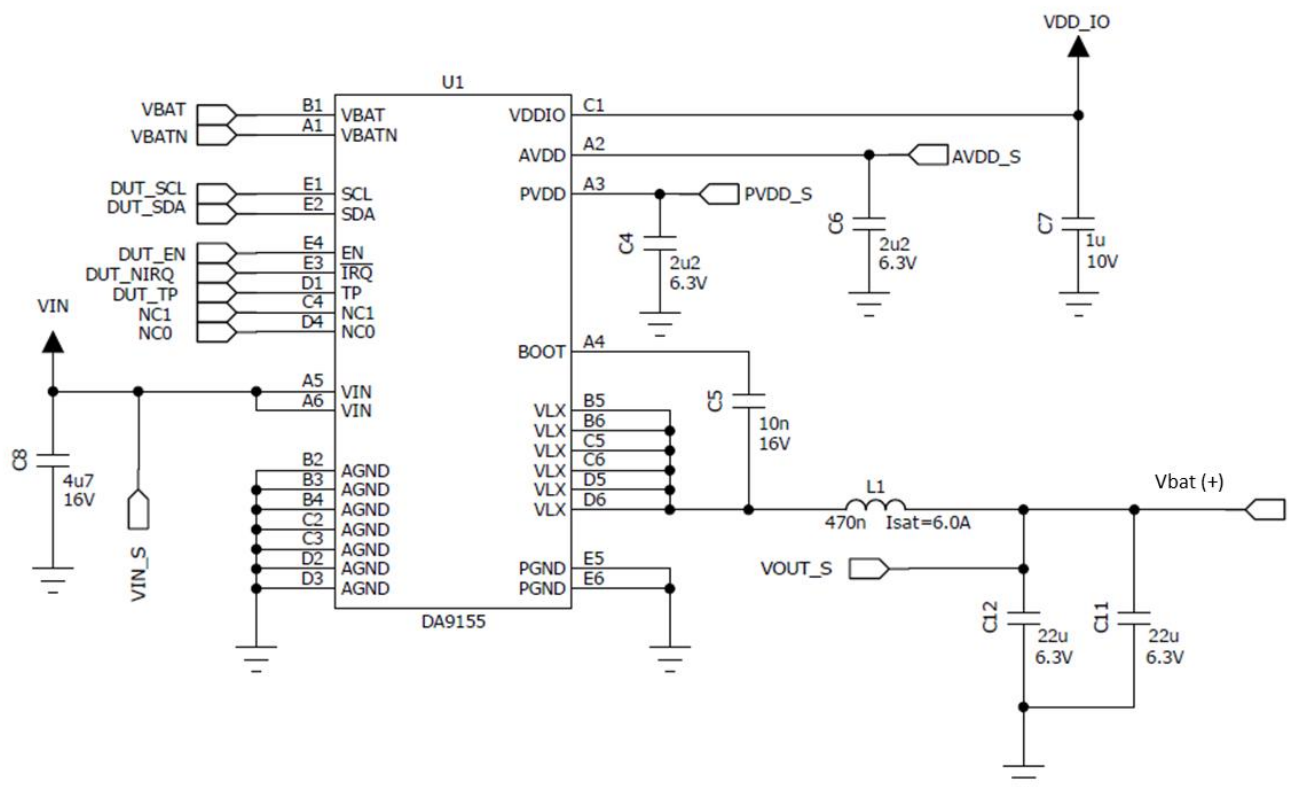 VDD_IO
U1
VBAT B1 VBAT VDDIO C1
VBATN A1 VBATN
AVDD A2 AVDD_S
DUT_SCL E1 SCL PVDD A3 PVDD_S
DUT_SDA E2 SDA
C4 2u2 6.3V
C6 2u2 6.3V
C7 1u 10V
DUT_EN E4 EN
DUT_NIRQ E3 IRQ
DUT_TP D1 TP
NC1 C4 NC1
NC0 D4 NC0
VIN
BOOT A4
A5 VIN
A6 VIN
C5 10n 16V
VLX B5
VLX B6
VLX C5
VLX C6
VLX D5
VLX D6
C8 4u7 16V
VIN_S
B2 AGND
B3 AGND
B4 AGND
C2 AGND
C3 AGND
D2 AGND
D3 AGND
L1
470n Isat=6.0A
Vbat (+)
PGND E5
PGND E6
VOUT_S
DA9155
C12 22u 6.3V
C11 22u 6.3V